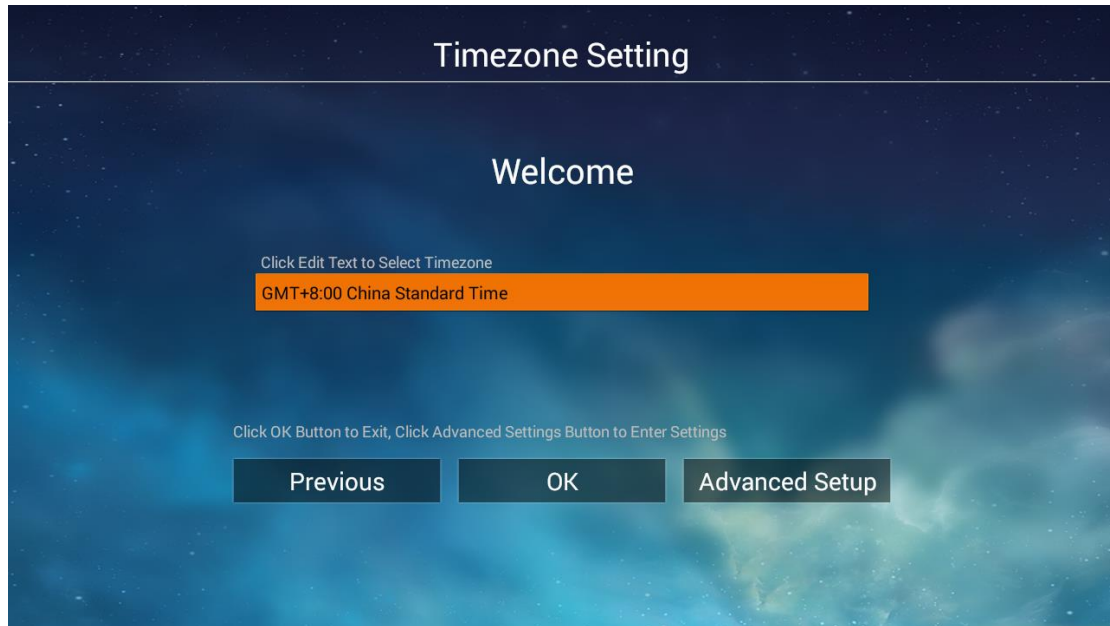 Timezone Setting
Welcome
Click Edit Text to Select Timezone
GMT+8:00 China Standard Time
Click OK Button to Exit, Click Advanced Settings Button to Enter Settings
Previous OK Advanced Setup